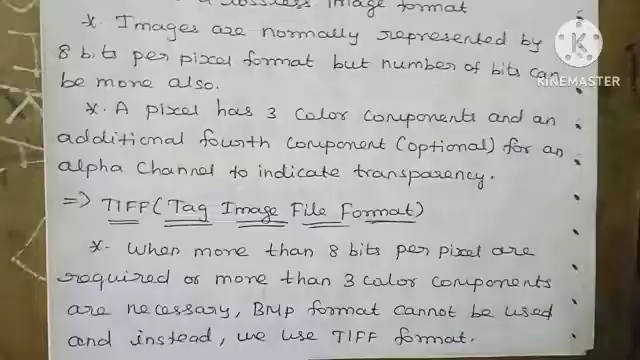 lossless image format
*. Images are normally represented by
8 bits per pixel format but number of bits can
be more also.
*. A pixel has 3 color components and an
additional fourth component (optional) for an
alpha channel to indicate transparency.
=> TIFF (Tag Image File Format)
*. When more than 8 bits per pixel are
required or more than 3 color components
are necessary, BMP format cannot be used
and instead, we use TIFF format.
KINEMASTER